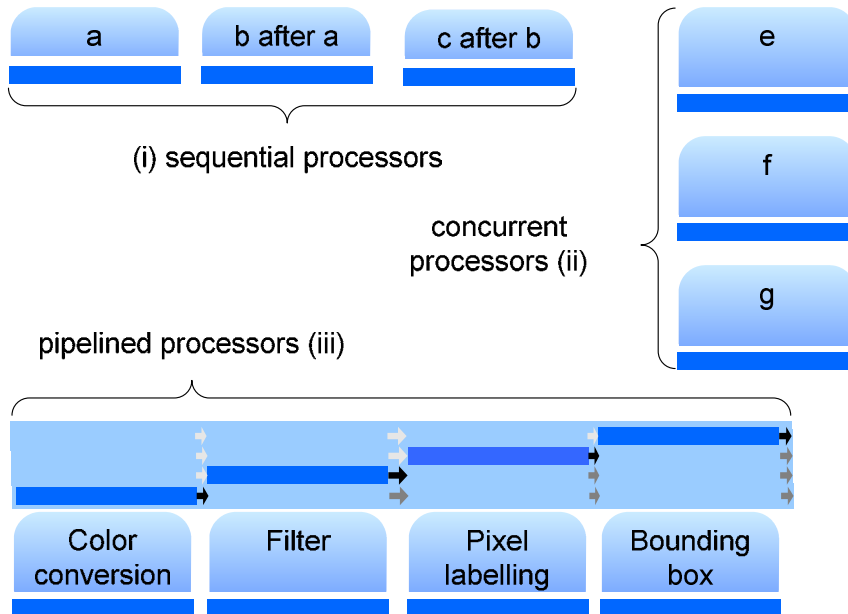 a
b after a
c after b
e
(i) sequential processors
f
concurrent
processors (ii)
g
pipelined processors (iii)
Color
conversion
Filter
Pixel
labelling
Bounding
box